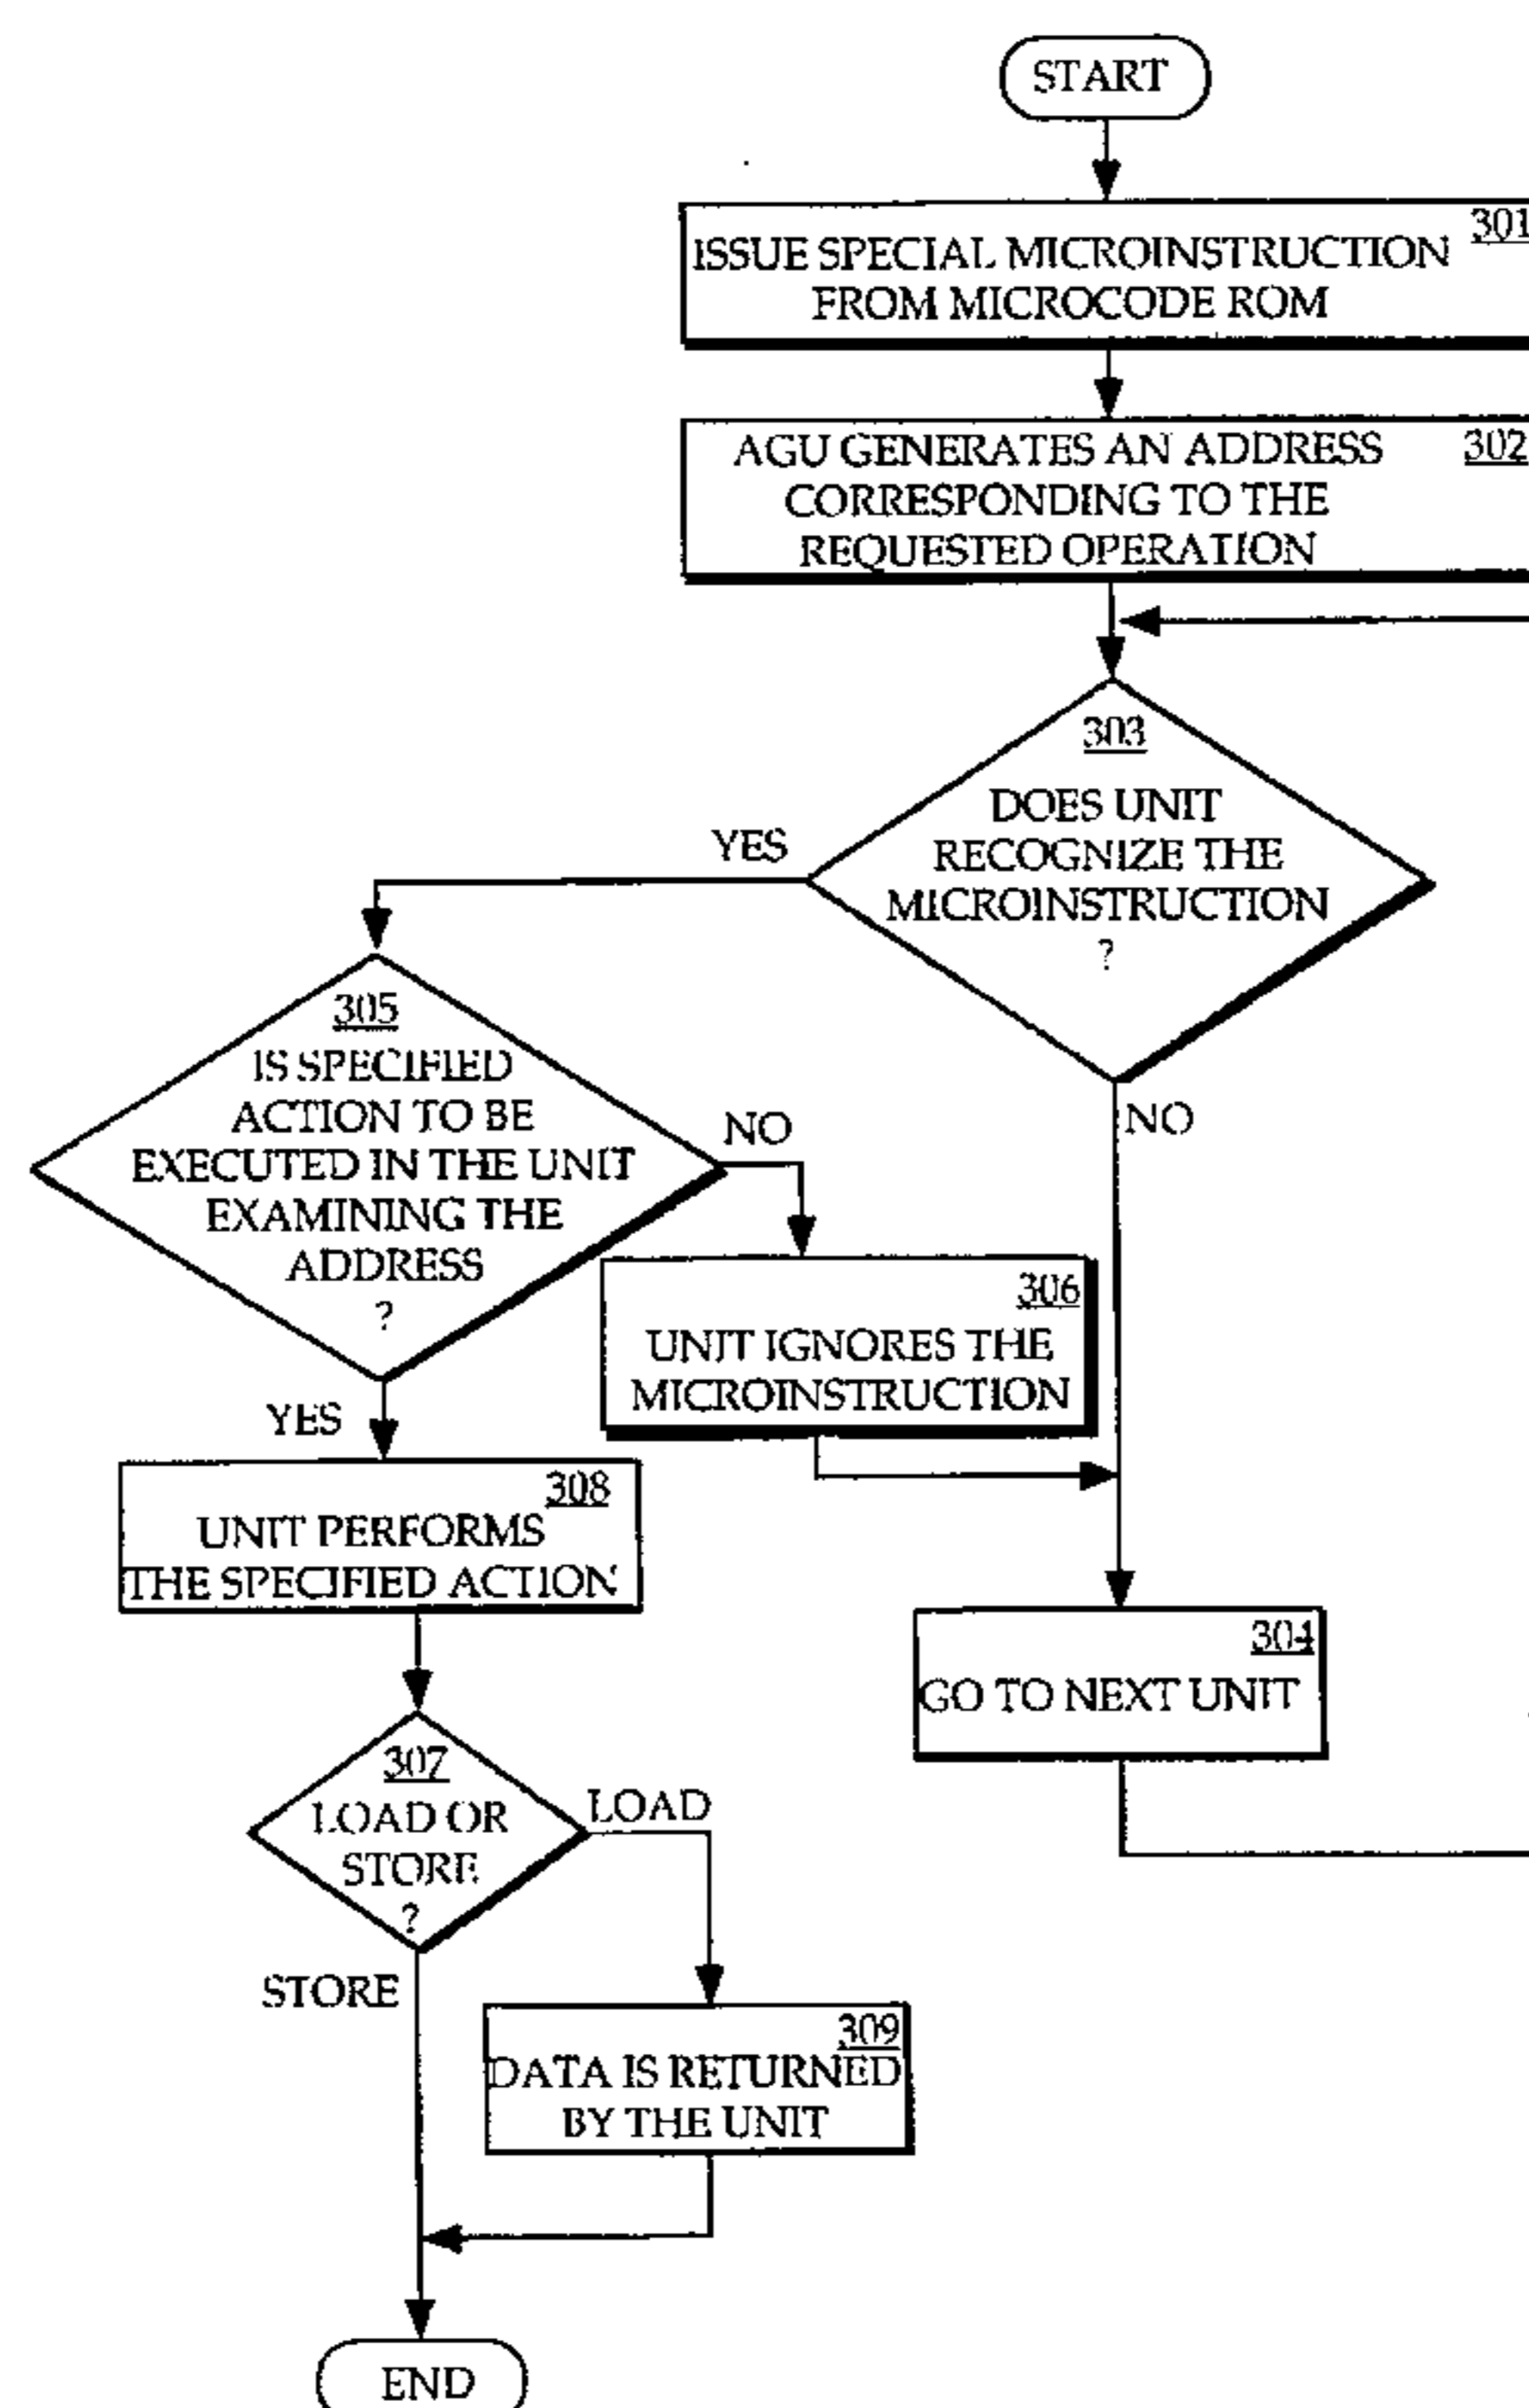 START
301
ISSUE SPECIAL MICROINSTRUCTION
FROM MICROCODE ROM
302
AGU GENERATES AN ADDRESS
CORRESPONDING TO THE
REQUESTED OPERATION
303
DOES UNIT
RECOGNIZE THE
MICROINSTRUCTION
?
YES
NO
305
IS SPECIFIED
ACTION TO BE
EXECUTED IN THE UNIT
EXAMINING THE
ADDRESS
?
NO
YES
306
UNIT IGNORES THE
MICROINSTRUCTION
308
UNIT PERFORMS
THE SPECIFIED ACTION
304
GO TO NEXT UNIT
307
LOAD OR
STORE
?
LOAD
STORE
309
DATA IS RETURNED
BY THE UNIT
END